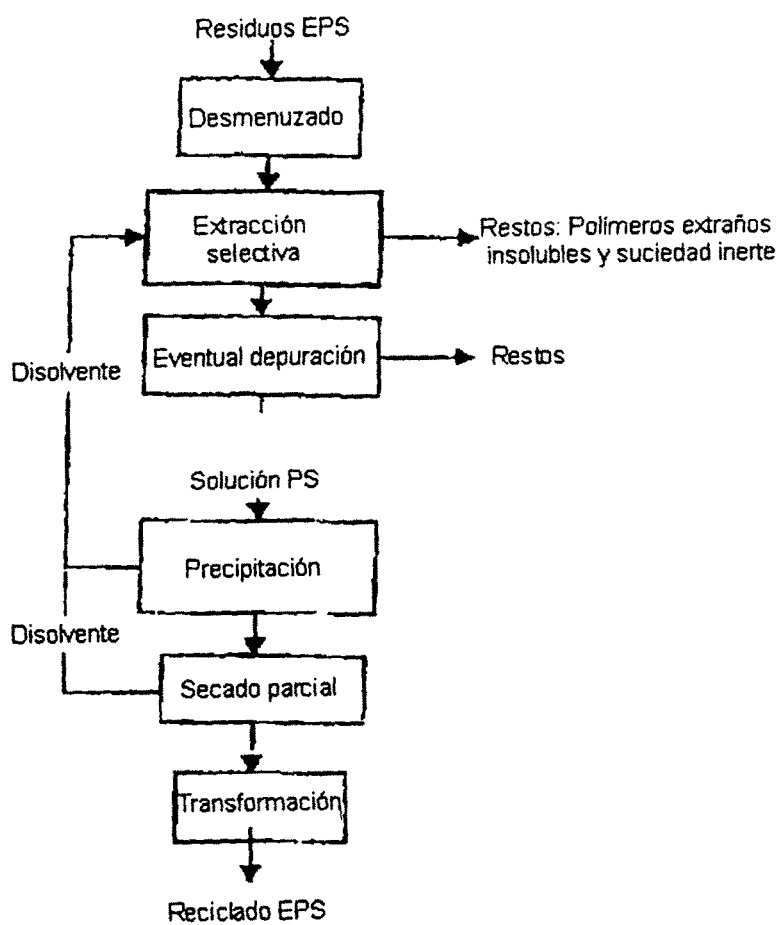 Residuos EPS
Desmenuzado
Extracción
selectiva
Restos: Polímeros extraños
insolubles y suciedad inerte
Disolvente
Eventual depuración
Restos
Solución PS
Precipitación
Disolvente
Secado parcial
Transformación
Reciclado EPS